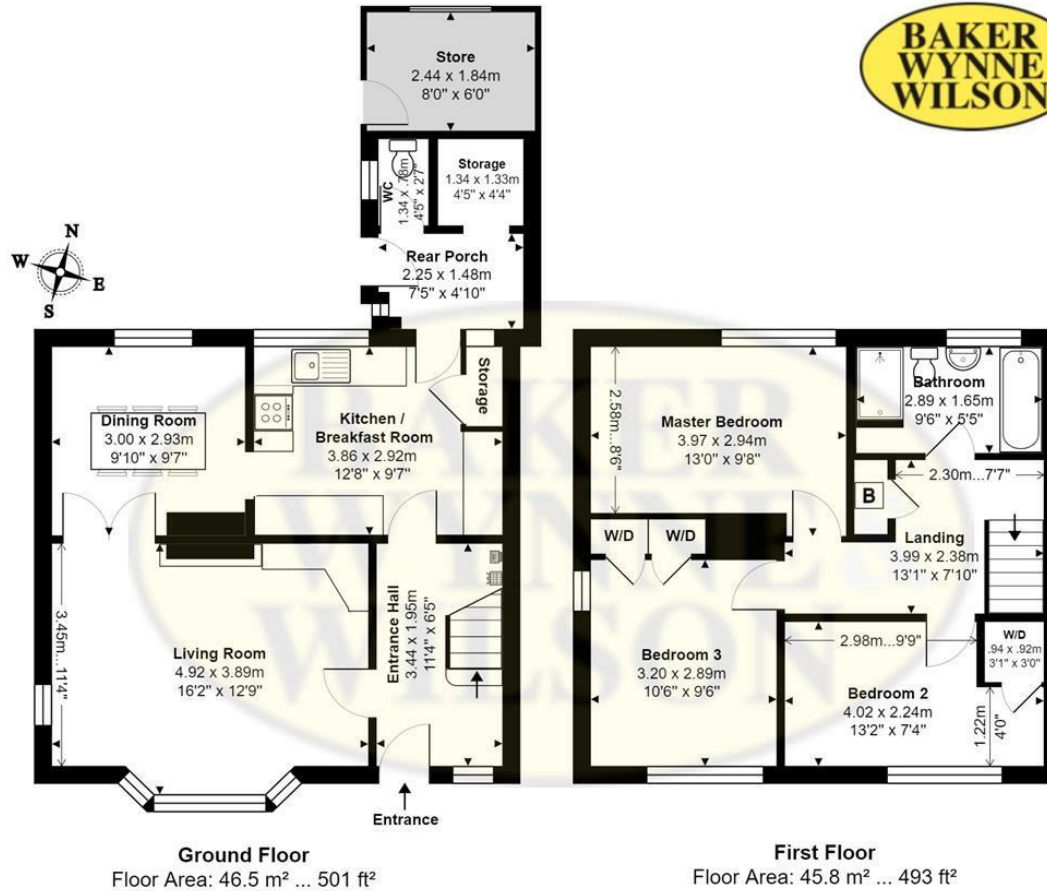 BAKER
WYNNE
WILSON
Store
2.44 x 1.84m
8'0" x 6'0"
WC
1.34 x .78m
4'5" x 2'7"
Storage
1.34 x 1.33m
4'5" x 4'4"
Rear Porch
2.25 x 1.48m
7'5" x 4'10"
N
W
E
S
Storage
Dining Room
3.00 x 2.93m
9'10" x 9'7"
Kitchen /
Breakfast Room
3.86 x 2.92m
12'8" x 9'7"
3.45m...11'4"
Living Room
4.92 x 3.89m
16'2" x 12'9"
Entrance Hall
3.44 x 1.95m
11'4" x 6'5"
Entrance
Ground Floor
Floor Area: 46.5 m² ... 501 ft²
2.58m...8'6"
Master Bedroom
3.97 x 2.94m
13'0" x 9'8"
Bathroom
2.89 x 1.65m
9'6" x 5'5"
2.30m...7'7"
B
Landing
3.99 x 2.38m
13'1" x 7'10"
W/D
W/D
W/D
.94 x .92m
3'1" x 3'0"
2.98m...9'9"
Bedroom 3
3.20 x 2.89m
10'6" x 9'6"
Bedroom 2
4.02 x 2.24m
13'2" x 7'4"
1.22m
4'0"
First Floor
Floor Area: 45.8 m² ... 493 ft²
BAKER
WYNNE
WILSON